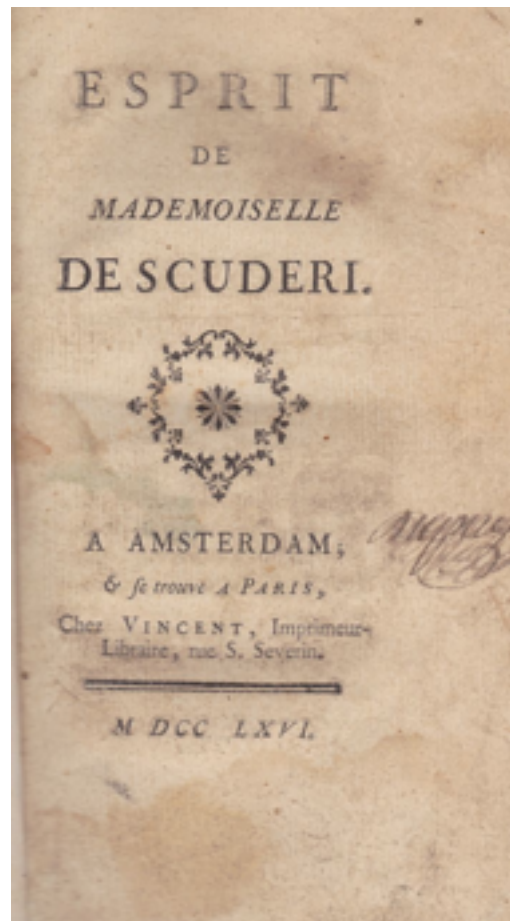 ESPRIT
DE
MADEMOISELLE
DE SCUDERI.
A AMSTERDAM;
& se trouve A PARIS,
Chez VINCENT, Imprimeur-
Libraire, rue S. Severin.
M DCC LXVI.